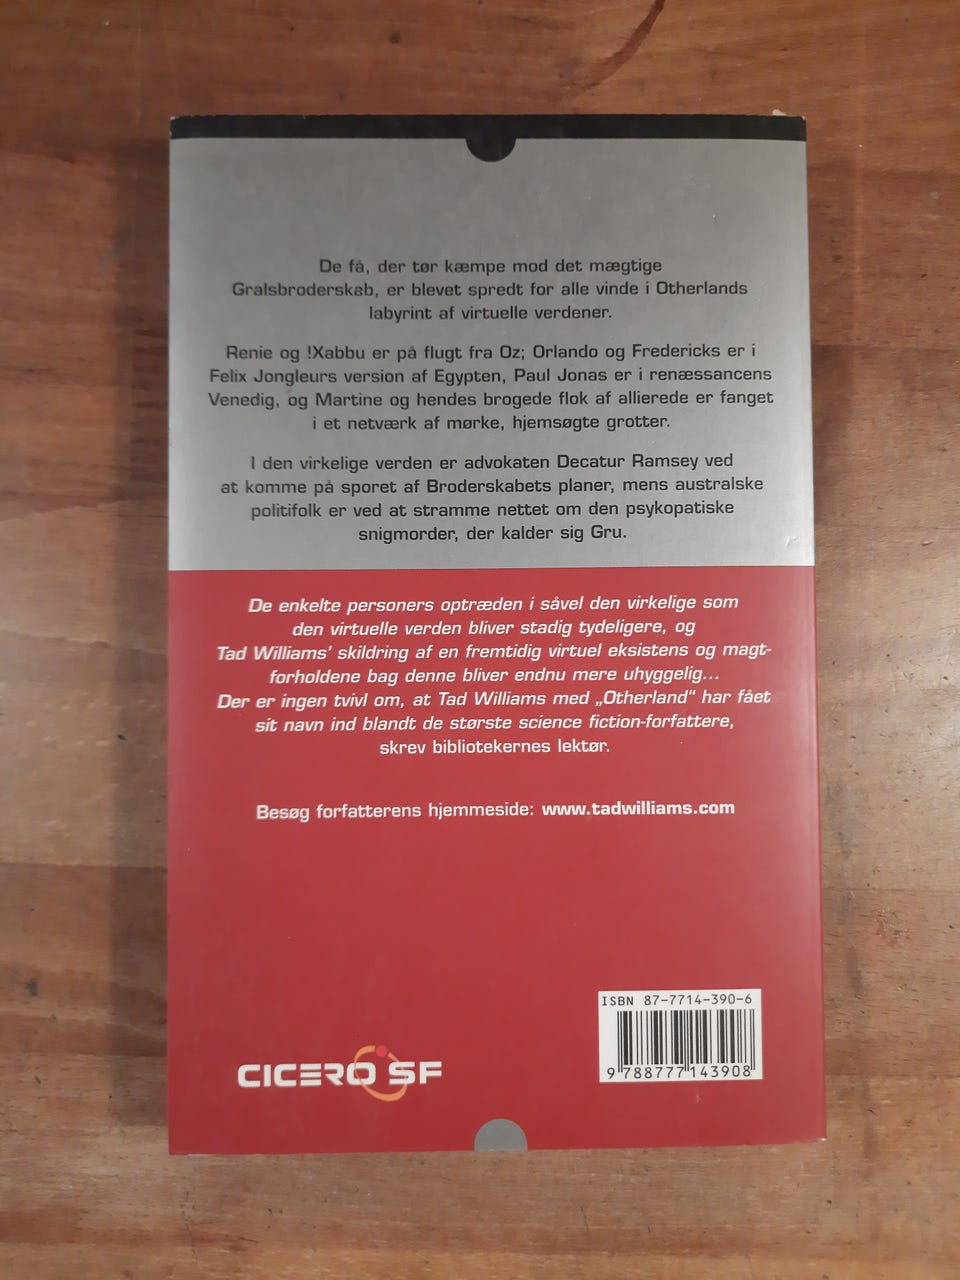 De få, der tør kæmpe mod det mægtige
Gralsbroderskab, er blevet spredt for alle vinde i Otherlands
labyrint af virtuelle verdener.
Renie og !Xabbu er på flugt fra Oz; Orlando og Fredericks er i
Felix Jongleurs version af Egypten, Paul Jonas er i renæssancens
Venedig, og Martine og hendes brogede flok af allierede er fanget
i et netværk af mørke, hjemsøgte grotter.
I den virkelige verden er advokaten Decatur Ramsey ved
at komme på sporet af Broderskabets planer, mens australske
politifolk er ved at stramme nettet om den psykopatiske
snigmorder, der kalder sig Gru.
De enkelte personers optræden i såvel den virkelige som
den virtuelle verden bliver stadig tydeligere, og
Tad Williams' skildring af en fremtidig virtuel eksistens og magt-
forholdene bag denne bliver endnu mere uhyggelig...
Der er ingen tvivl om, at Tad Williams med „Otherland“ har fået
sit navn ind blandt de største science fiction-forfattere,
skrev bibliotekernes lektør.
Besøg forfatterens hjemmeside: www.tadwilliams.com
ISBN 87-7714-390-6
9 788777 143908
CICERO SF